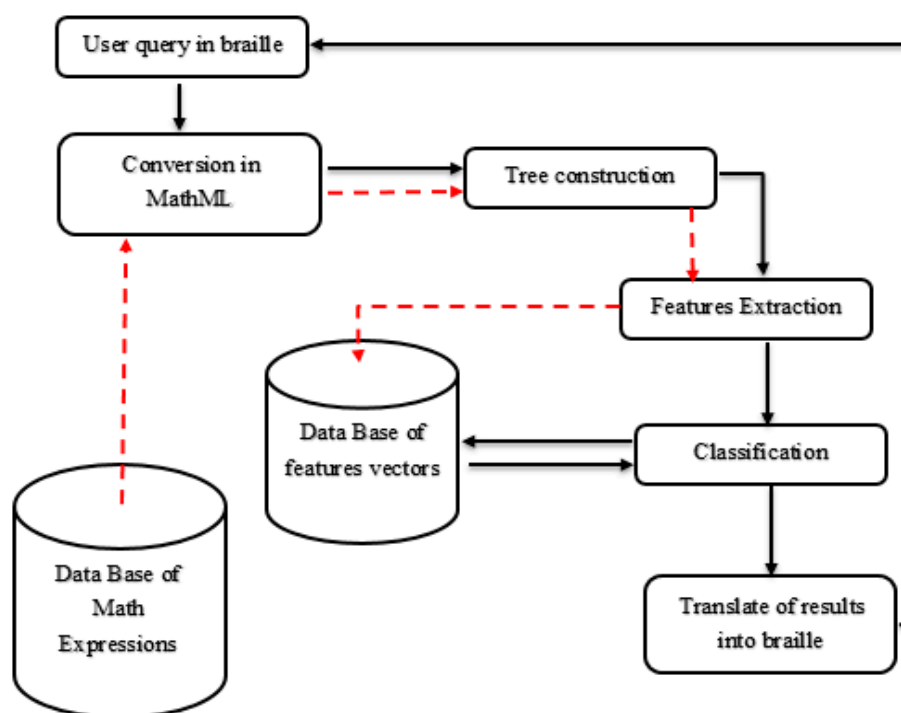 User query in braille
Conversion in
MathML
Tree construction
Features Extraction
Data Base of
features vectors
Classification
Data Base of
Math
Expressions
Translate of results
into braille